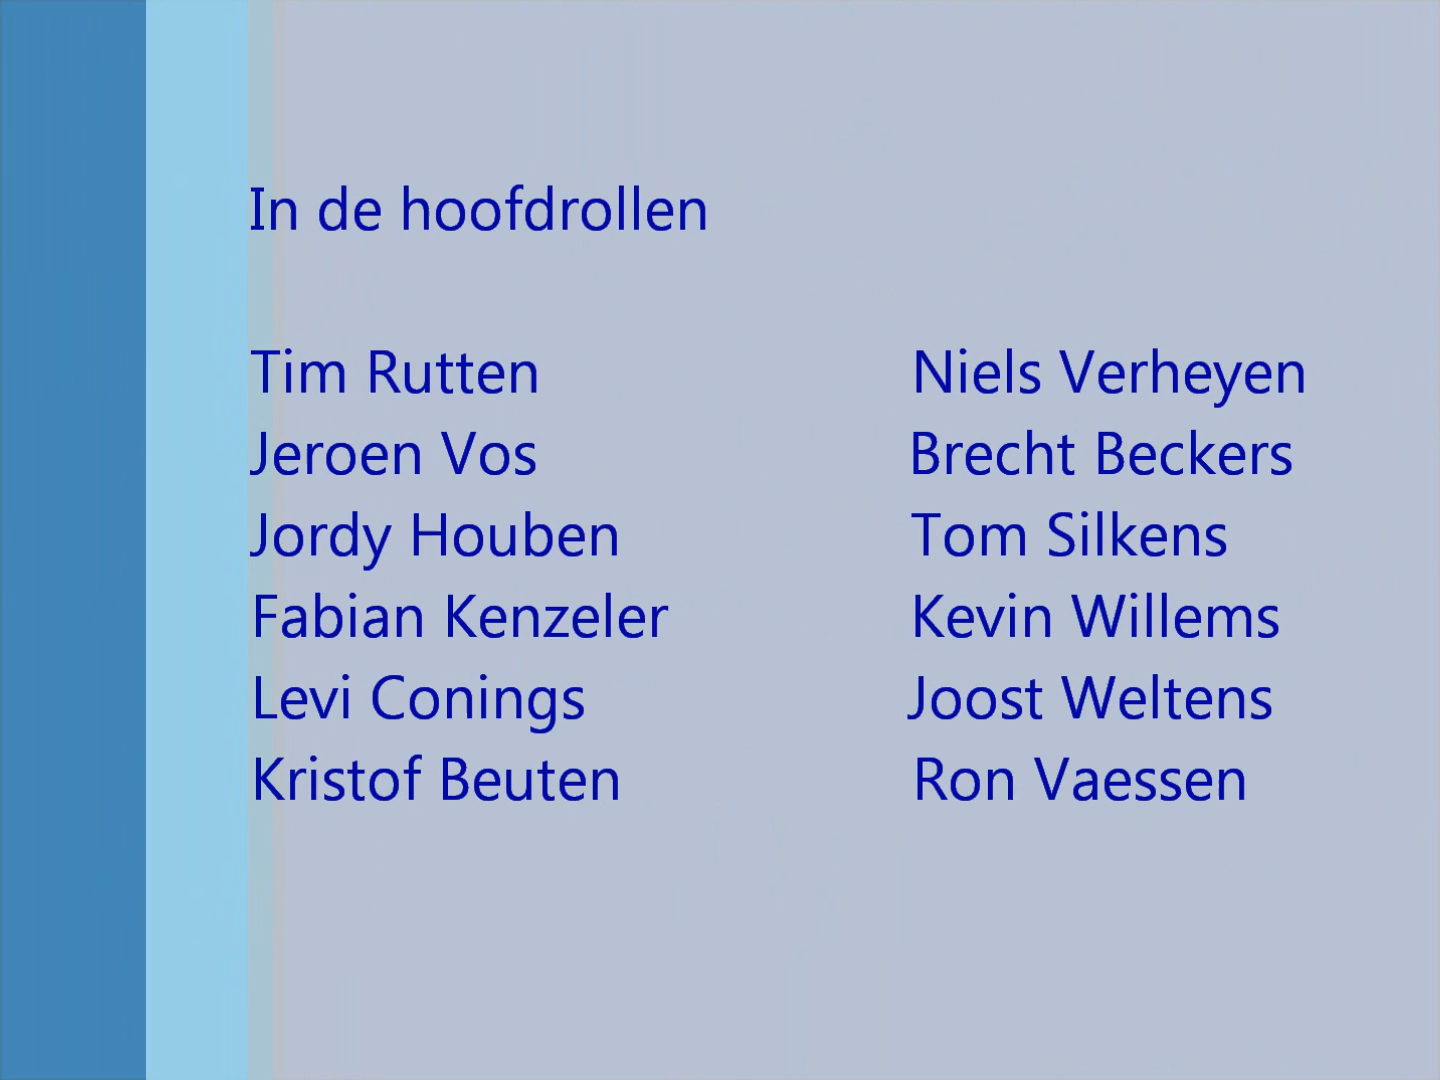 In de hoofdrollen
Tim Rutten Niels Verheyen
Jeroen Vos Brecht Beckers
Jordy Houben Tom Silkens
Fabian Kenzeler Kevin Willems
Levi Conings Joost Weltens
Kristof Beuten Ron Vaessen